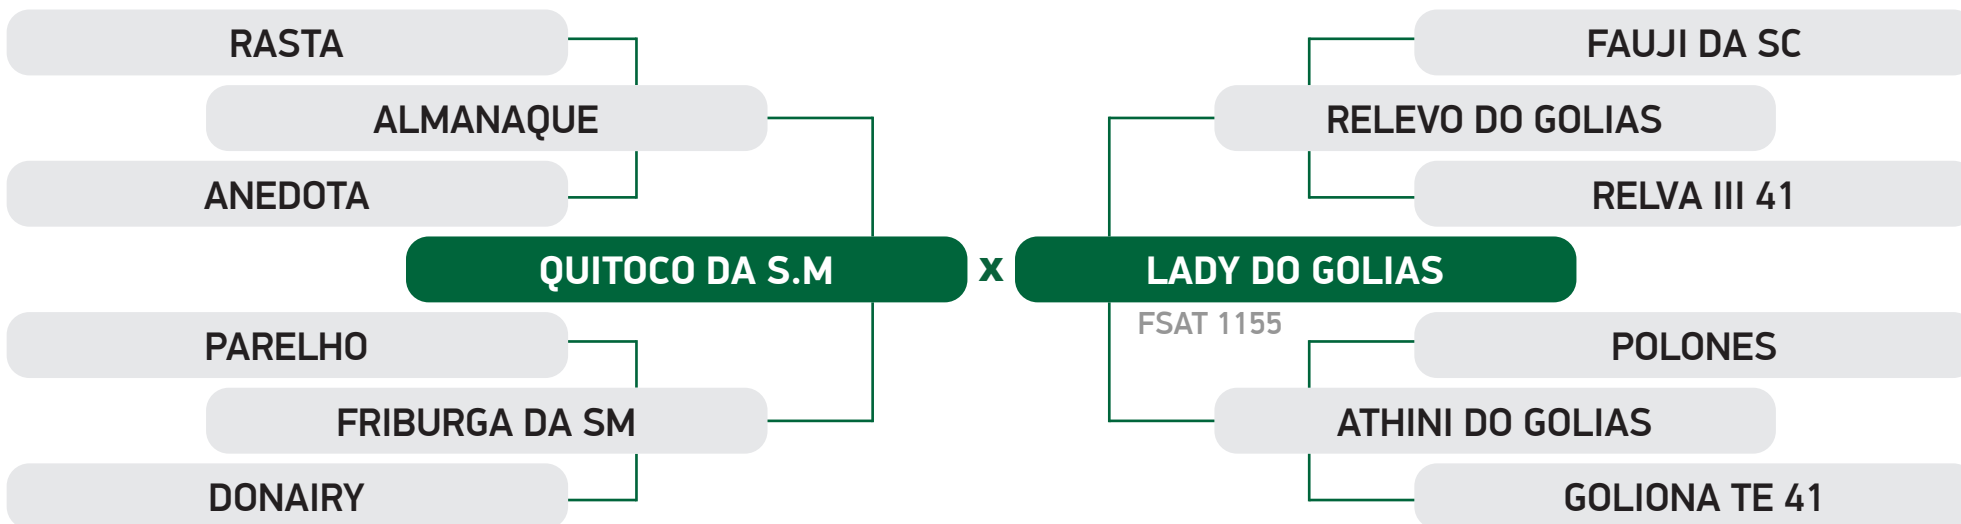 RASTA
FAUJI DA SC
ALMANAQUE
RELEVO DO GOLIAS
ANEDOTA
RELVA III 41
QUITOCO DA S.M x LADY DO GOLIAS
FSAT 1155
PARELHO
POLONES
FRIBURGA DA SM
ATHINI DO GOLIAS
DONAIRY
GOLIONA TE 41